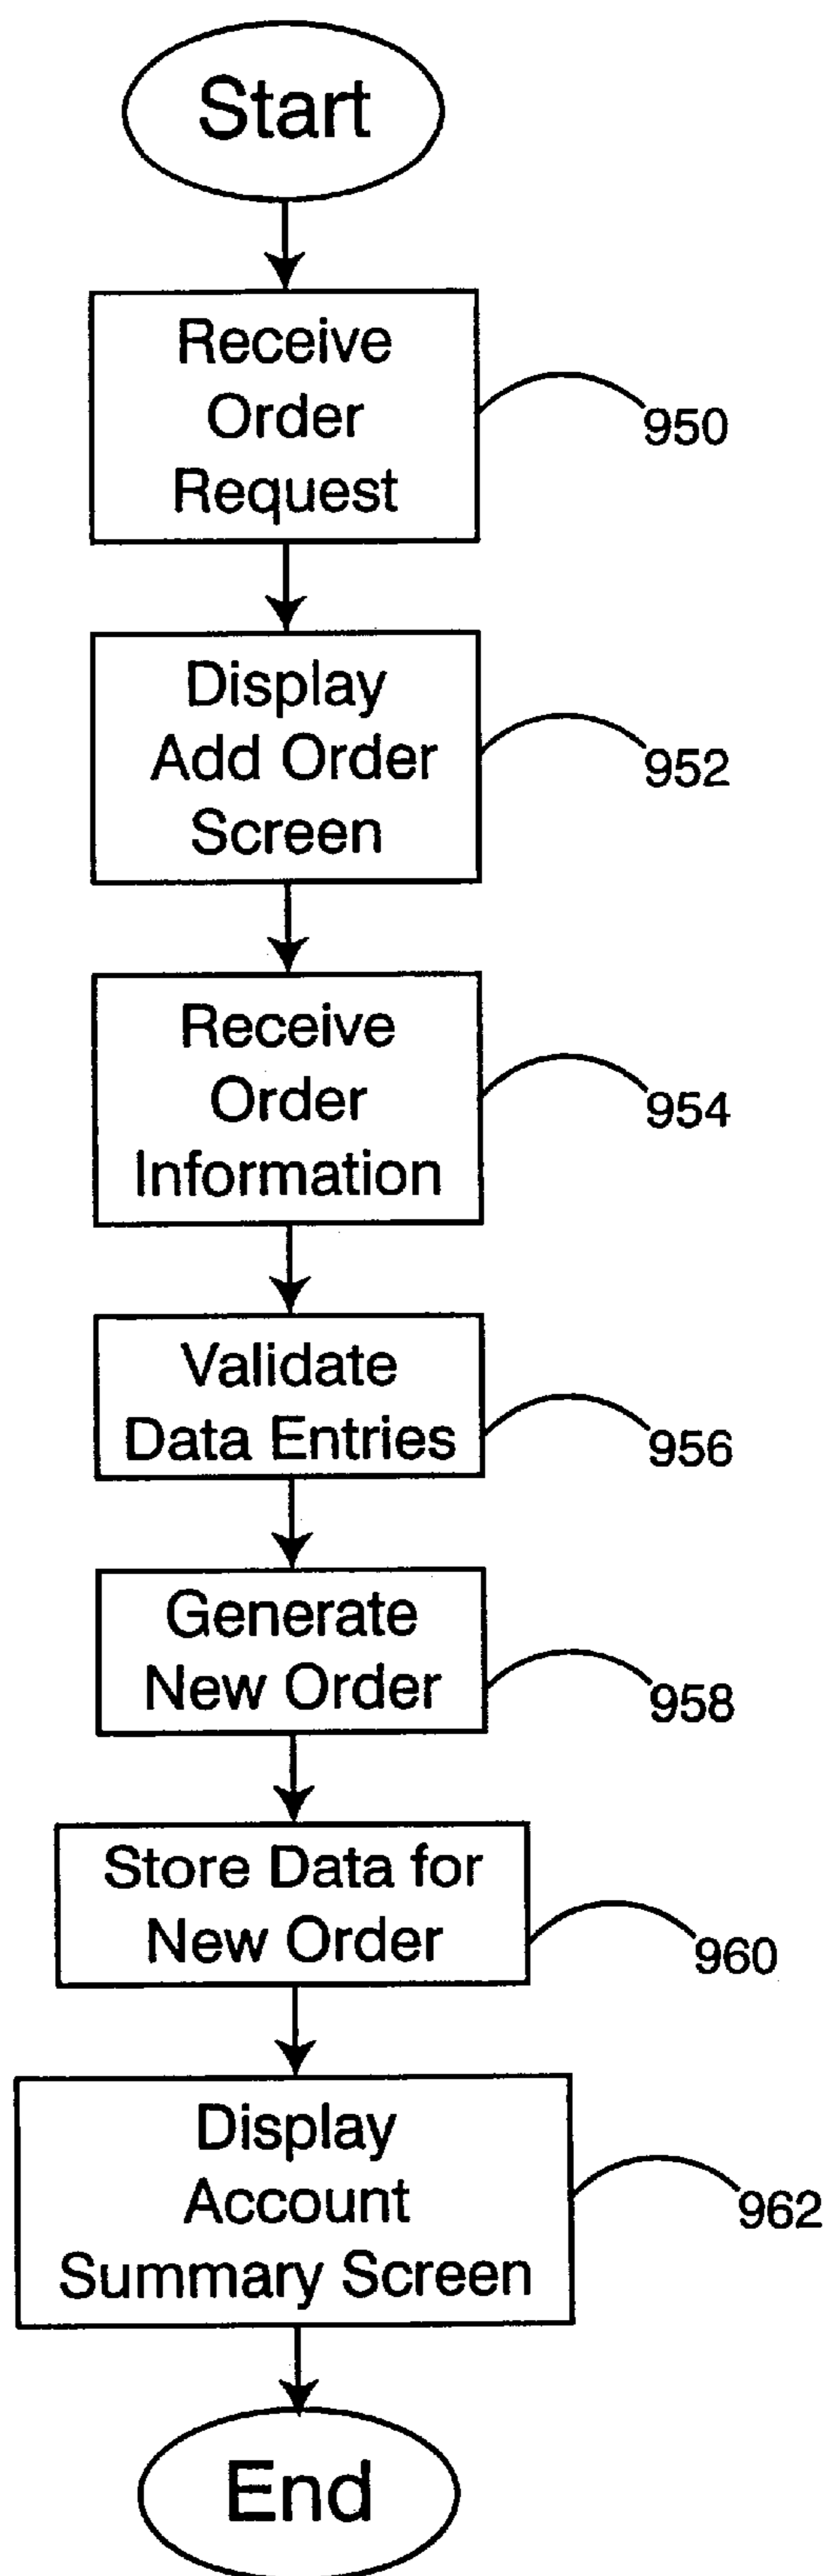 Start
Receive
Order
Request
950
Display
Add Order
Screen
952
Receive
Order
Information
954
Validate
Data Entries
956
Generate
New Order
958
Store Data for
New Order
960
Display
Account
Summary Screen
962
End